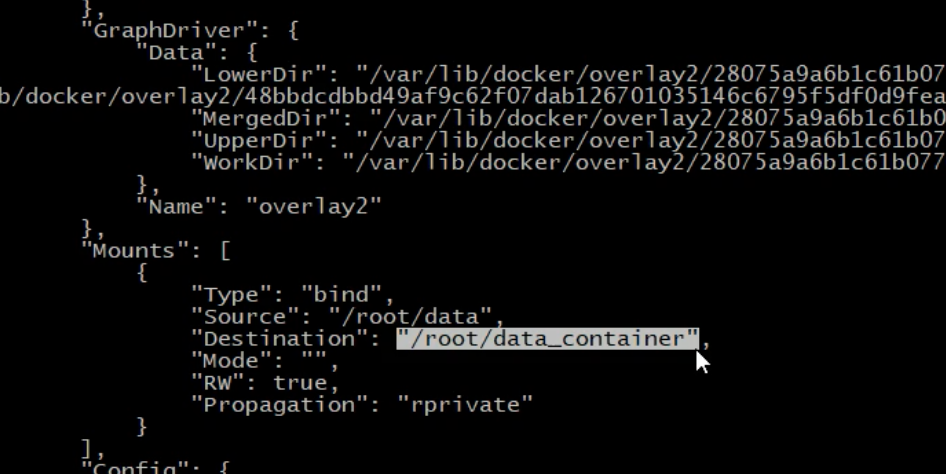 },
"GraphDriver": {
"Data": {
"LowerDir": "/var/lib/docker/overlay2/28075a9a6b1c61b07
b/docker/overlay2/48bbdcdbbd49af9c62f07dab126701035146c6795f5df0d9fea
"MergedDir": "/var/lib/docker/overlay2/28075a9a6b1c61b0
"UpperDir": "/var/lib/docker/overlay2/28075a9a6b1c61b07
"WorkDir": "/var/lib/docker/overlay2/28075a9a6b1c61b077
},
"Name": "overlay2"
},
"Mounts": [
{
"Type": "bind",
"Source": "/root/data",
"Destination": "/root/data_container",
"Mode": "",
"RW": true,
"Propagation": "rprivate"
}
],
"Config": {